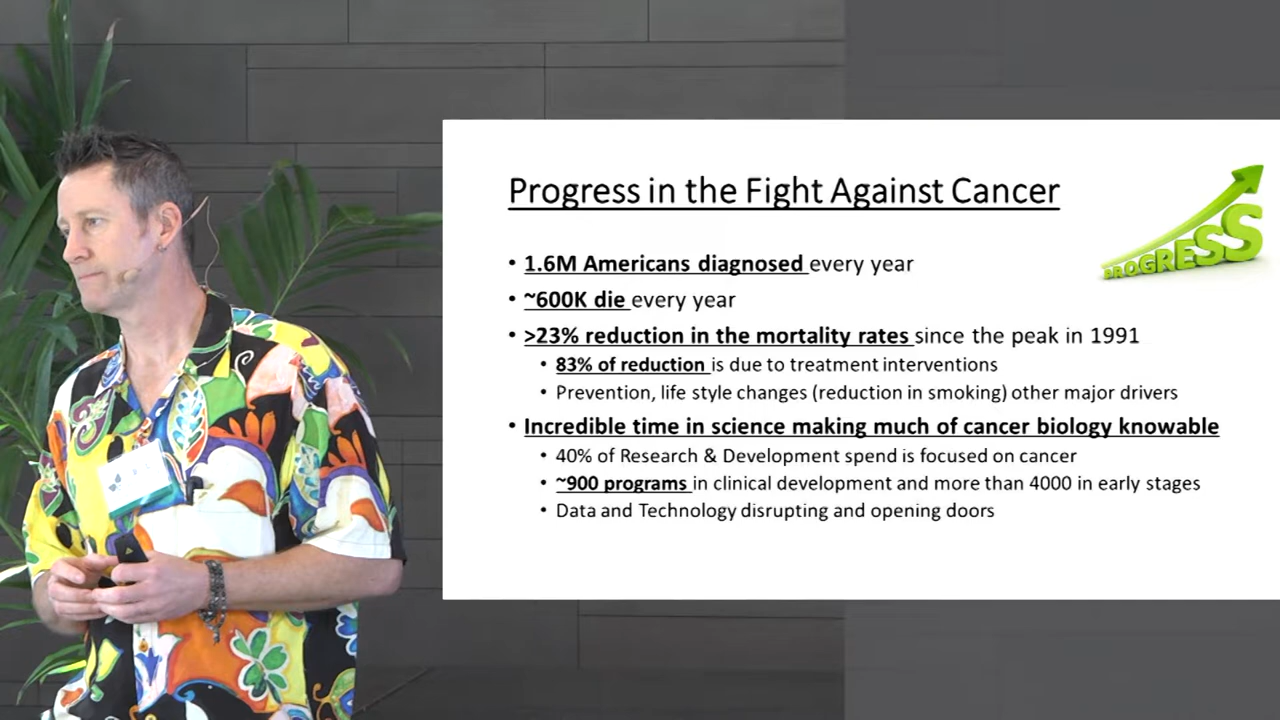 Progress in the Fight Against Cancer
PROGRESS
• 1.6M Americans diagnosed every year
• ~600K die every year
• >23% reduction in the mortality rates since the peak in 1991
• 83% of reduction is due to treatment interventions
• Prevention, life style changes (reduction in smoking) other major drivers
• Incredible time in science making much of cancer biology knowable
• 40% of Research & Development spend is focused on cancer
• ~900 programs in clinical development and more than 4000 in early stages
• Data and Technology disrupting and opening doors